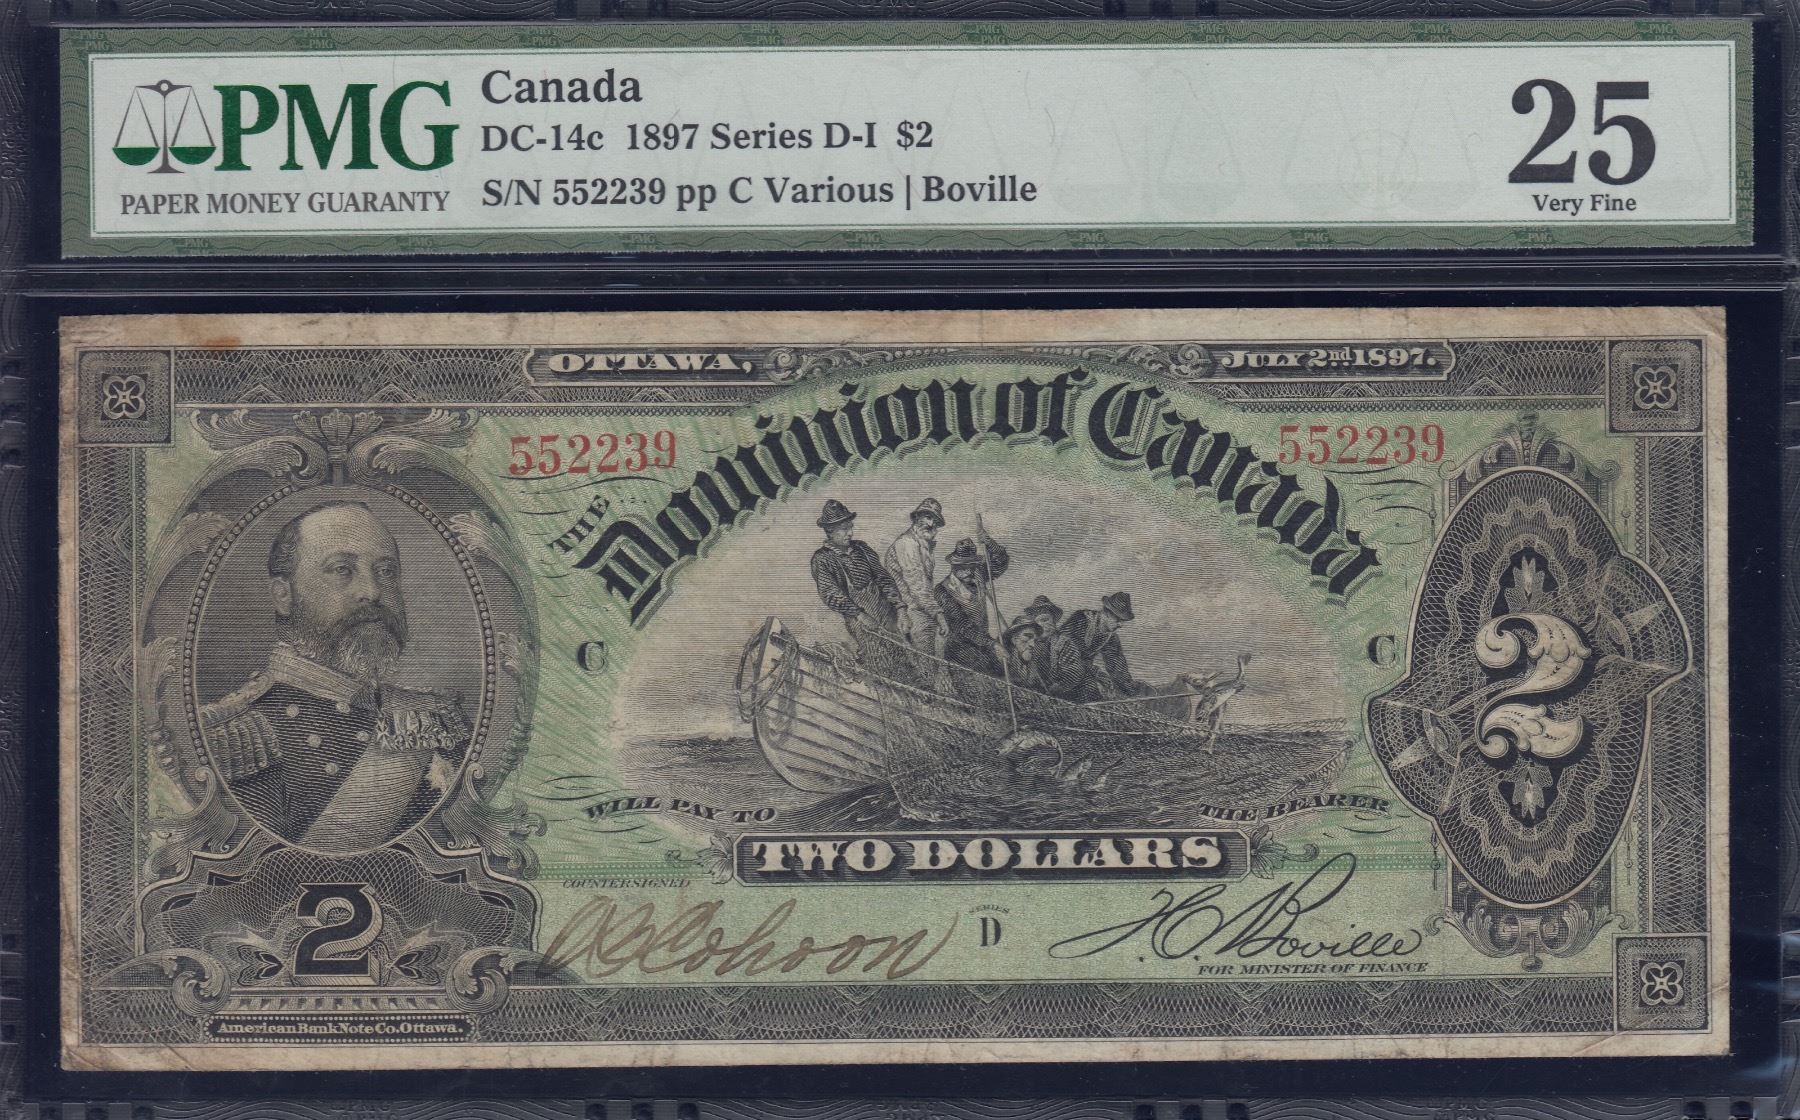 PMG
PAPER MONEY GUARANTY
Canada
DC-14c 1897 Series D-I $2
S/N 552239 pp C Various | Boville
25
Very Fine
OTTAWA, JULY 2nd. 1897.
552239 552239
THE Dominion of Canada
C C
WILL PAY TO THE BEARER
TWO DOLLARS
2
COUNTERSIGNED
SERIES
D
H.C. Boville
FOR MINISTER OF FINANCE
2
American Bank Note Co. Ottawa.